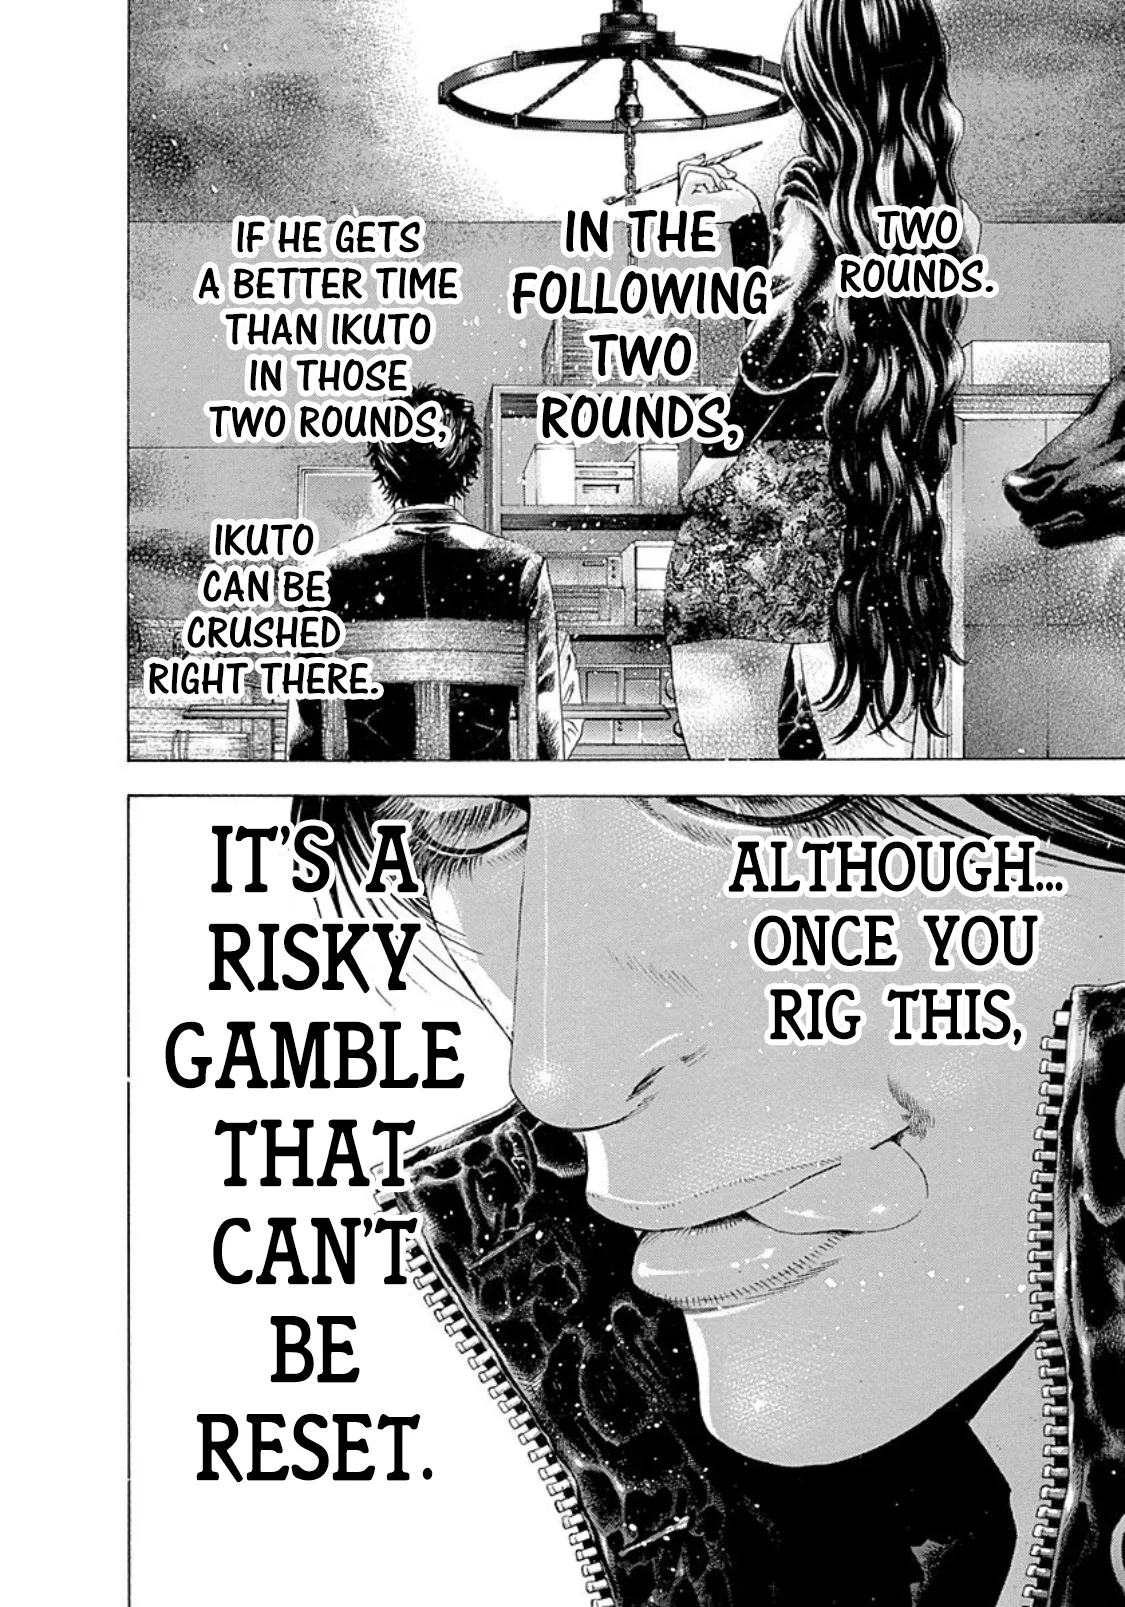 TWO
ROUNDS.
IN THE
FOLLOWING
TWO
ROUNDS,
IF HE GETS
A BETTER TIME
THAN IKUTO
IN THOSE
TWO ROUNDS,
IKUTO
CAN BE
CRUSHED
RIGHT THERE.
ALTHOUGH...
ONCE YOU
RIG THIS,
IT'S A
RISKY
GAMBLE
THAT
CAN'T
BE
RESET.